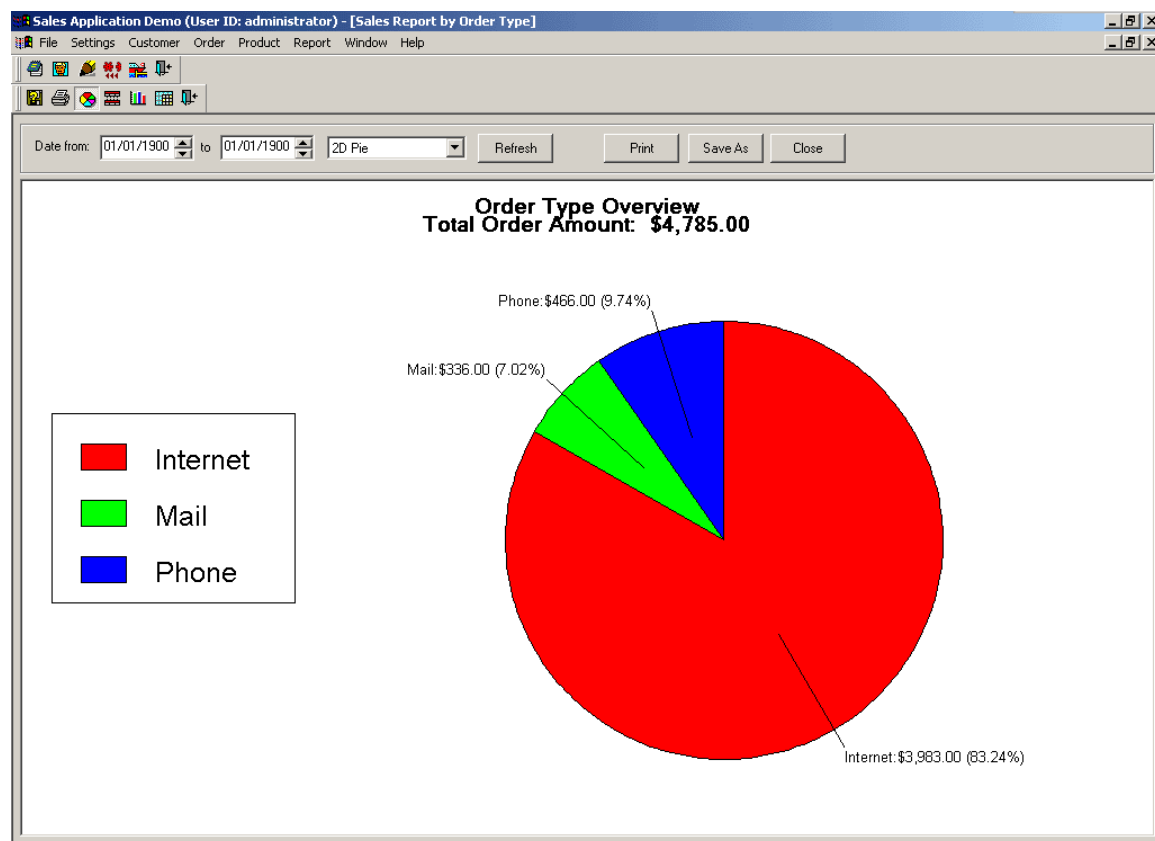 Sales Application Demo (User ID: administrator) - [Sales Report by Order Type]
File Settings Customer Order Product Report Window Help
Date from: 01/01/1900 to 01/01/1900 2D Pie Refresh Print Save As Close
Order Type Overview
Total Order Amount: $4,785.00
Phone:$466.00 (9.74%)
Mail:$336.00 (7.02%)
Internet
Mail
Phone
Internet:$3,983.00 (83.24%)